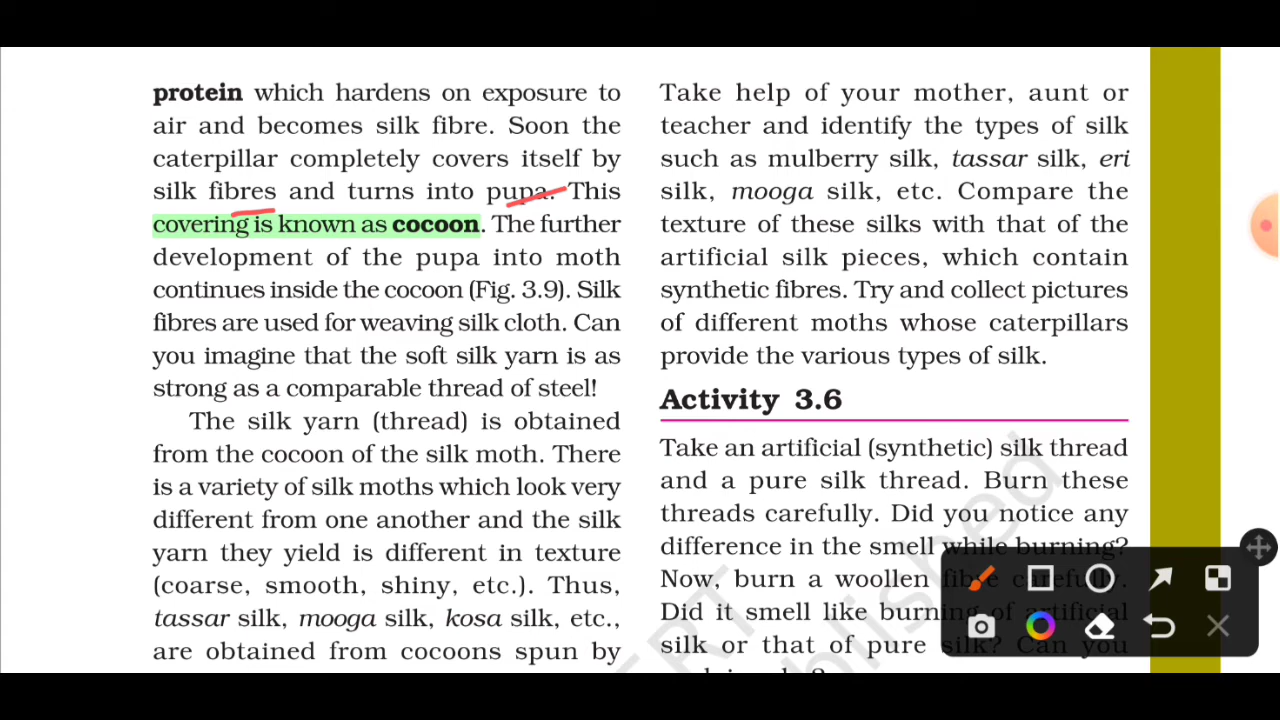 protein which hardens on exposure to
air and becomes silk fibre. Soon the
caterpillar completely covers itself by
silk fibres and turns into pupa. This
covering is known as cocoon. The further
development of the pupa into moth
continues inside the cocoon (Fig. 3.9). Silk
fibres are used for weaving silk cloth. Can
you imagine that the soft silk yarn is as
strong as a comparable thread of steel!
The silk yarn (thread) is obtained
from the cocoon of the silk moth. There
is a variety of silk moths which look very
different from one another and the silk
yarn they yield is different in texture
(coarse, smooth, shiny, etc.). Thus,
tassar silk, mooga silk, kosa silk, etc.,
are obtained from cocoons spun by
Take help of your mother, aunt or
teacher and identify the types of silk
such as mulberry silk, tassar silk, eri
silk, mooga silk, etc. Compare the
texture of these silks with that of the
artificial silk pieces, which contain
synthetic fibres. Try and collect pictures
of different moths whose caterpillars
provide the various types of silk.
Activity 3.6
Take an artificial (synthetic) silk thread
and a pure silk thread. Burn these
threads carefully. Did you notice any
difference in the smell while burning?
Now, burn a woollen fibre carefully.
Did it smell like burning of artificial
silk or that of pure silk? Can you